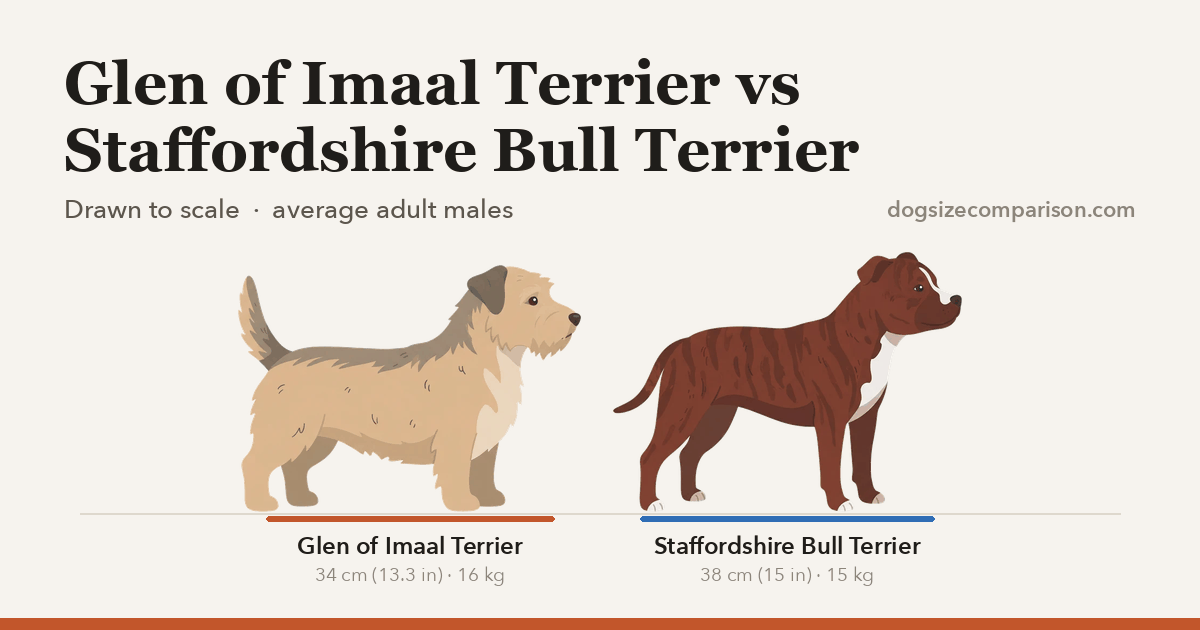 Glen of Imaal Terrier vs
Staffordshire Bull Terrier
Drawn to scale · average adult males
dogsizecomparison.com
Glen of Imaal Terrier
34 cm (13.3 in) · 16 kg
Staffordshire Bull Terrier
38 cm (15 in) · 15 kg